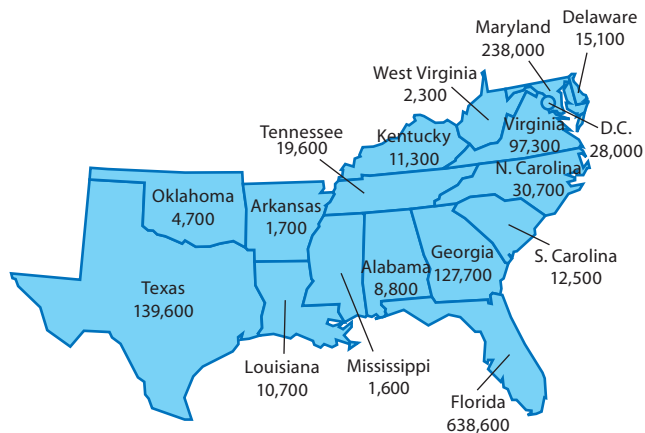 Delaware
15,100
Maryland
238,000
West Virginia
2,300
D.C.
28,000
Tennessee
19,600
Kentucky
11,300
Virginia
97,300
N. Carolina
30,700
Oklahoma
4,700
Arkansas
1,700
S. Carolina
12,500
Georgia
127,700
Alabama
8,800
Texas
139,600
Louisiana
10,700
Mississippi
1,600
Florida
638,600